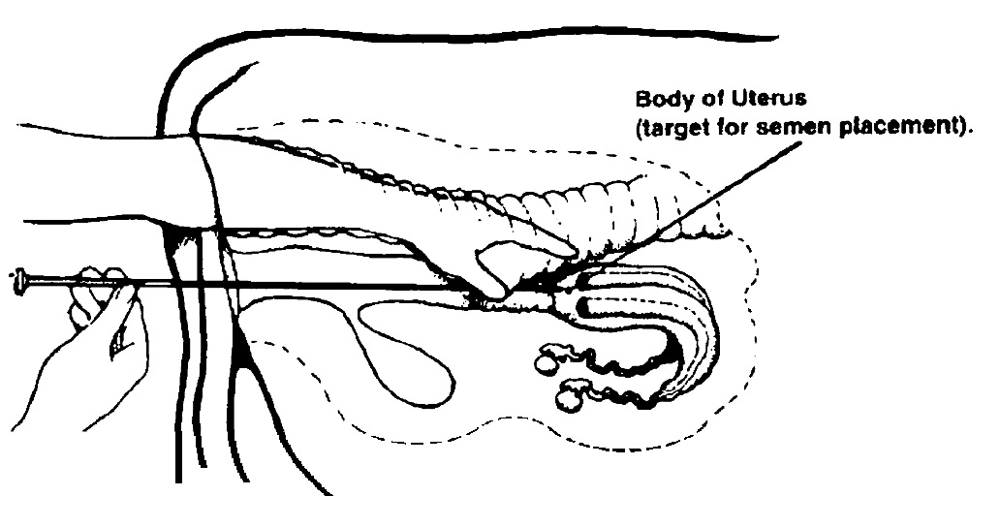 Body of Uterus
(target for semen placement).